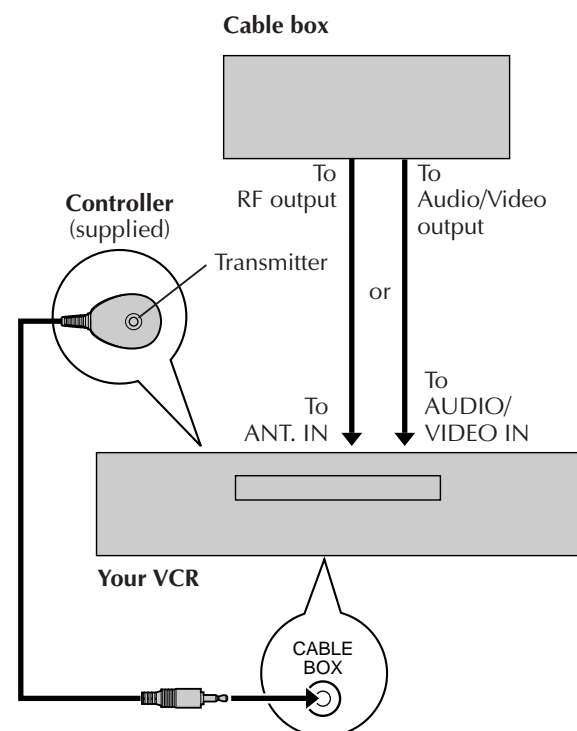 Cable box
To
RF output
To
Audio/Video
output
Controller
(supplied)
Transmitter
or
To
ANT. IN
To
AUDIO/
VIDEO IN
Your VCR
CABLE
BOX